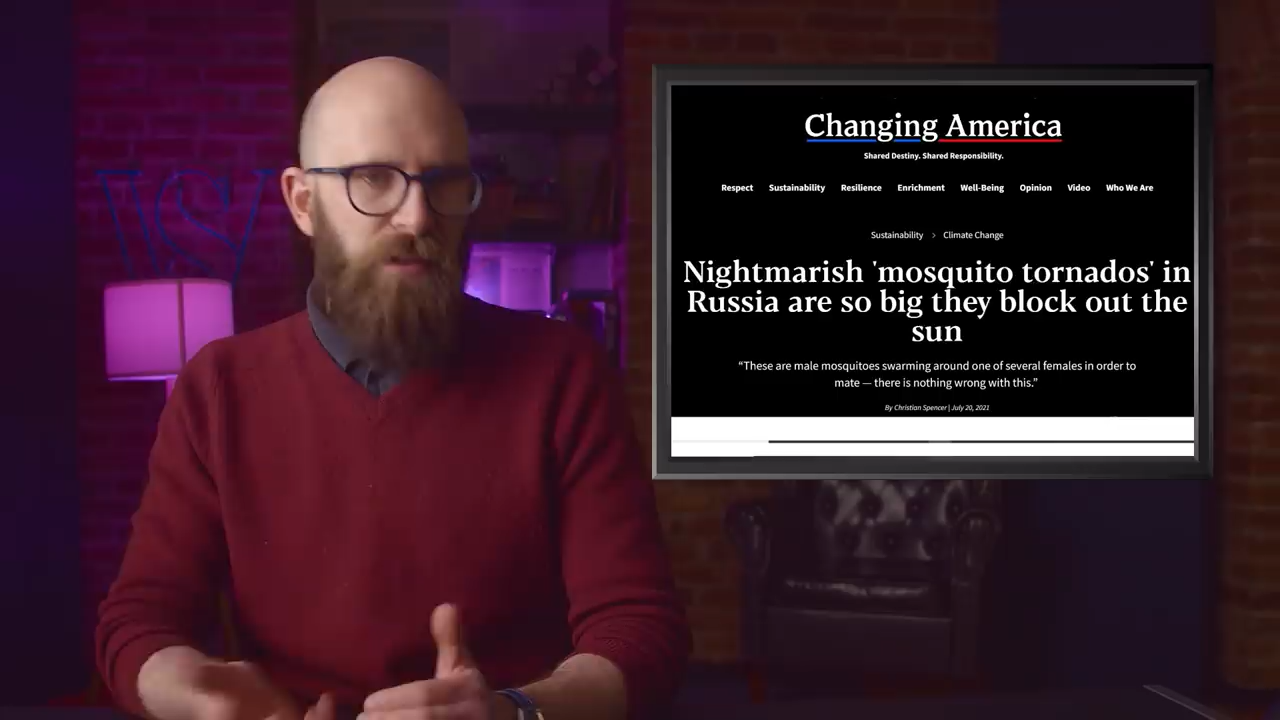 Changing America
Shared Destiny. Shared Responsibility.
Respect Sustainability Resilience Enrichment Well-Being Opinion Video Who We Are
Sustainability > Climate Change
Nightmarish 'mosquito tornados' in
Russia are so big they block out the
sun
“These are male mosquitoes swarming around one of several females in order to
mate — there is nothing wrong with this.”
By Christian Spencer | July 20, 2021